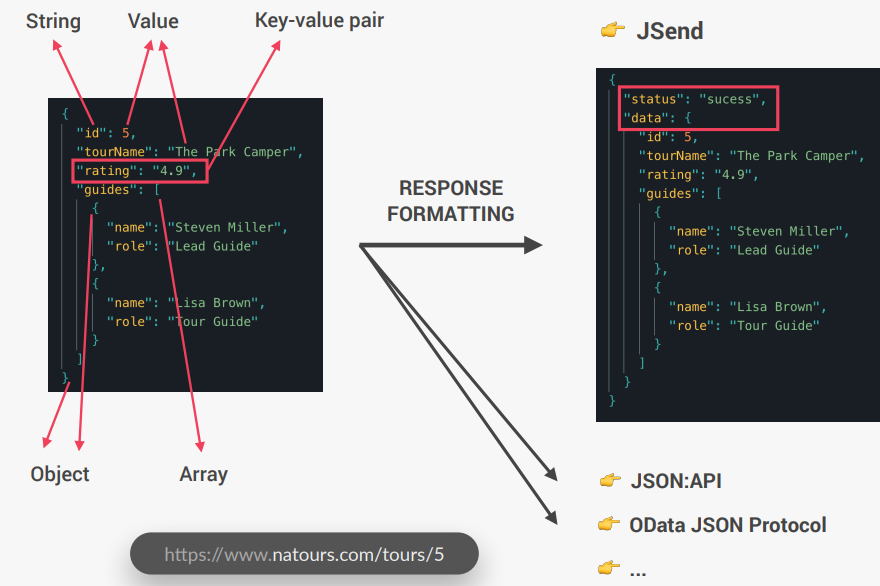 String
Value
Key-value pair
{
"id": 5,
"tourName": "The Park Camper",
"rating": "4.9",
"guides": [
{
"name": "Steven Miller",
"role": "Lead Guide"
},
{
"name": "Lisa Brown",
"role": "Tour Guide"
}
]
}
Object
Array
https://www.natours.com/tours/5
RESPONSE
FORMATTING
👉 JSend
{
"status": "sucess",
"data": {
"id": 5,
"tourName": "The Park Camper",
"rating": "4.9",
"guides": [
{
"name": "Steven Miller",
"role": "Lead Guide"
},
{
"name": "Lisa Brown",
"role": "Tour Guide"
}
]
}
}
👉 JSON:API
👉 OData JSON Protocol
👉 ...